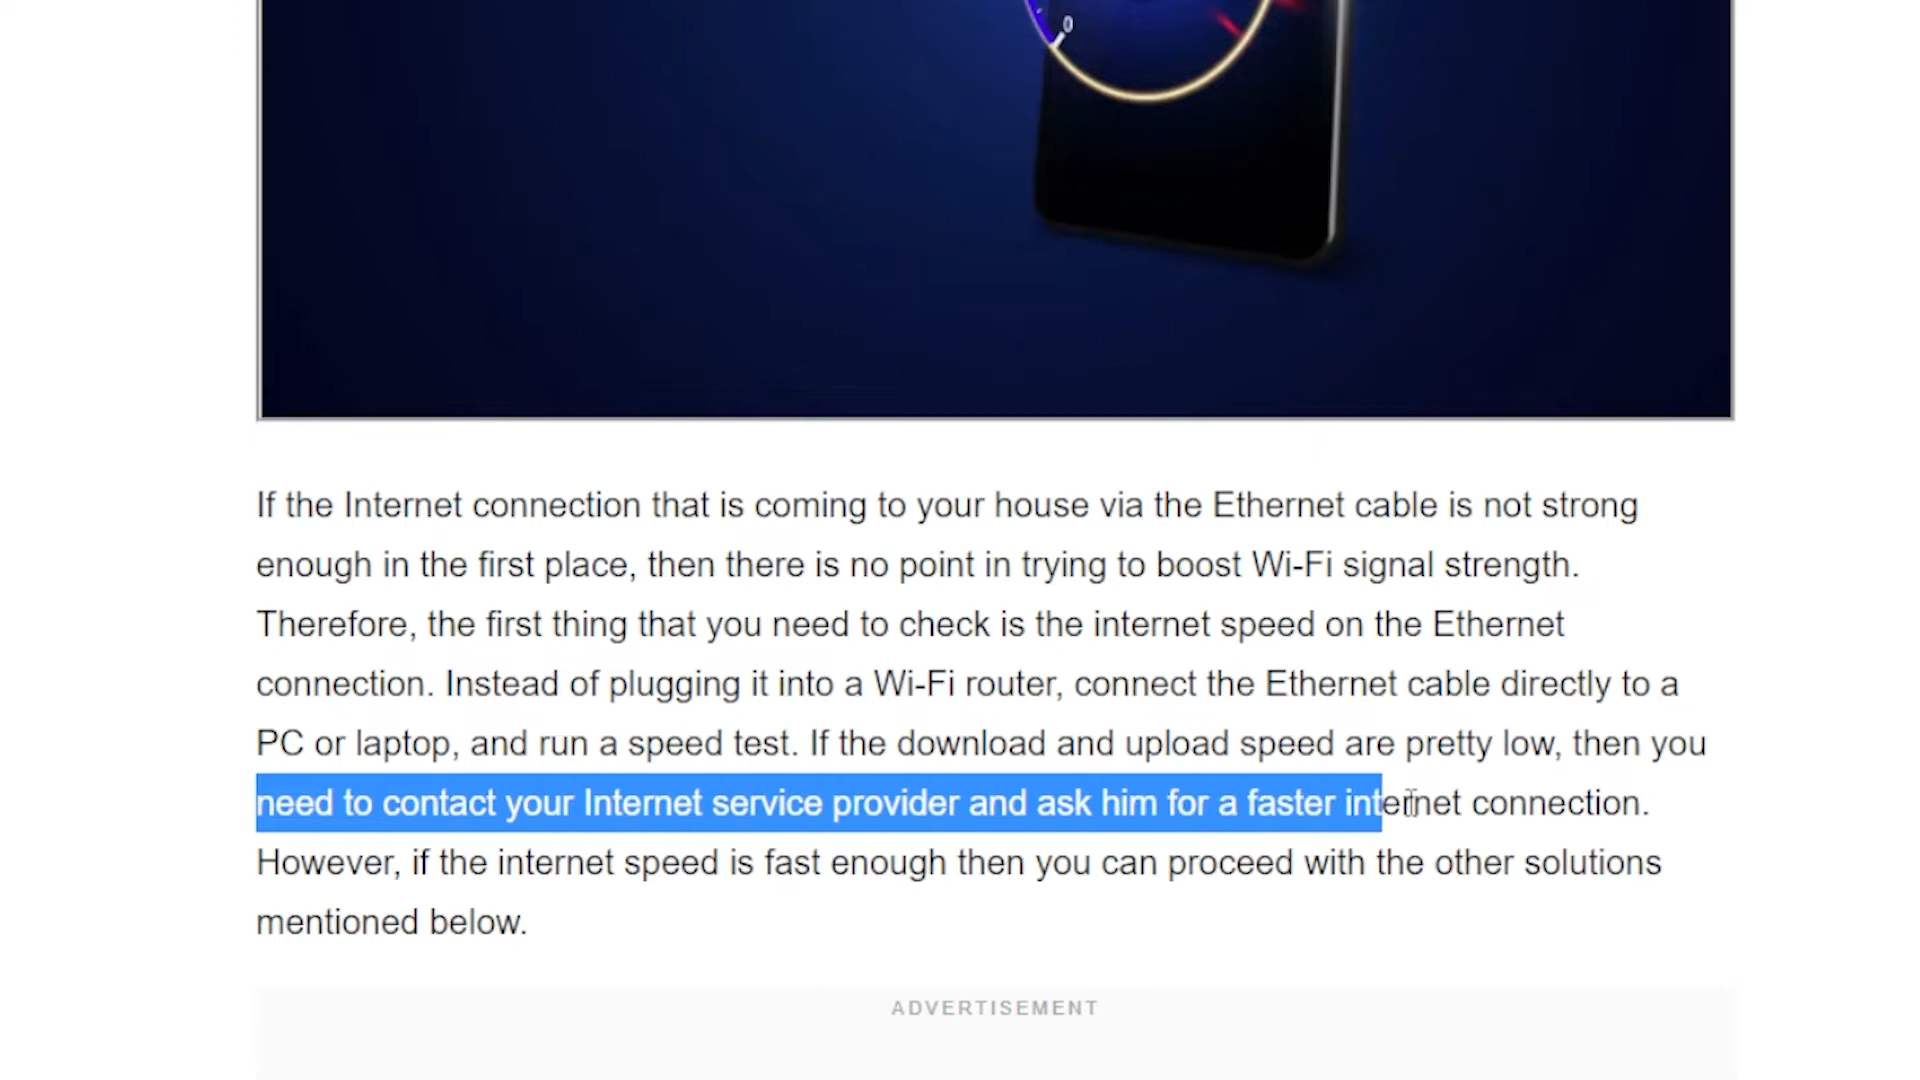 0
If the Internet connection that is coming to your house via the Ethernet cable is not strong
enough in the first place, then there is no point in trying to boost Wi-Fi signal strength.
Therefore, the first thing that you need to check is the internet speed on the Ethernet
connection. Instead of plugging it into a Wi-Fi router, connect the Ethernet cable directly to a
PC or laptop, and run a speed test. If the download and upload speed are pretty low, then you
need to contact your Internet service provider and ask him for a faster internet connection.
However, if the internet speed is fast enough then you can proceed with the other solutions
mentioned below.
ADVERTISEMENT